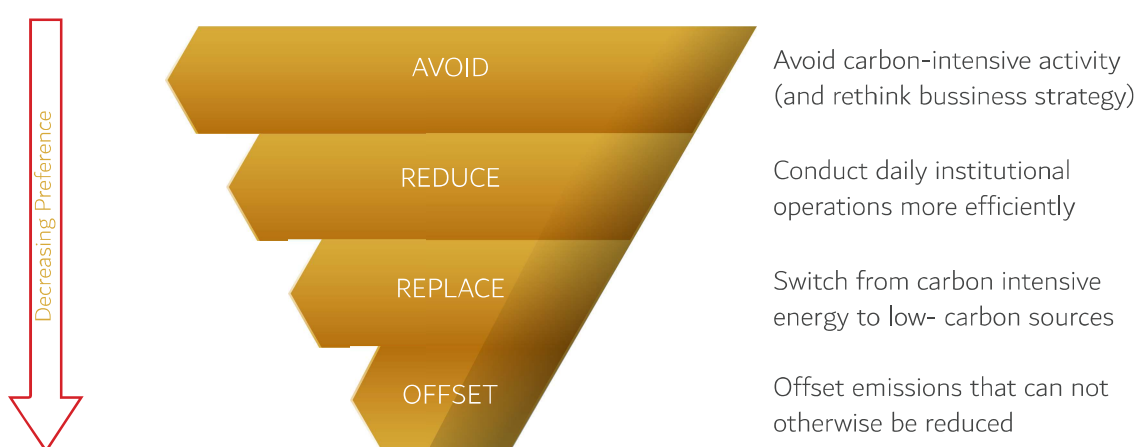 Decreasing Preference
AVOID
Avoid carbon-intensive activity
(and rethink bussiness strategy)
REDUCE
Conduct daily institutional
operations more efficiently
REPLACE
Switch from carbon intensive
energy to low- carbon sources
OFFSET
Offset emissions that can not
otherwise be reduced